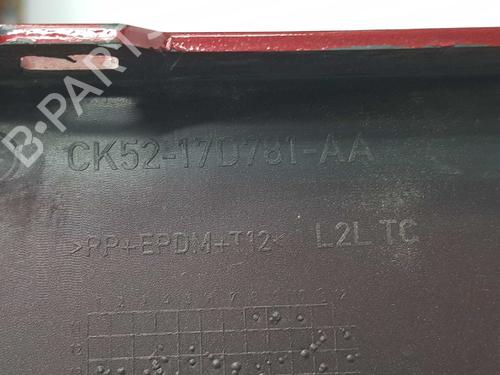 B-PARTS
CK52-17D781-AA
>PP+EPDM+T12< L2L TC